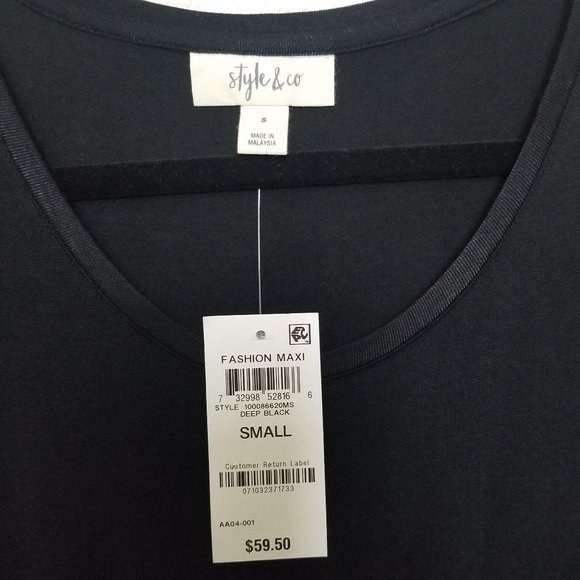 style & co
S
MADE IN
MALAYSIA
FASHION MAXI
7 32998 52816 6
STYLE 100086620MS
DEEP BLACK
SMALL
Customer Return Label
071032371733
AA04-001
$59.50